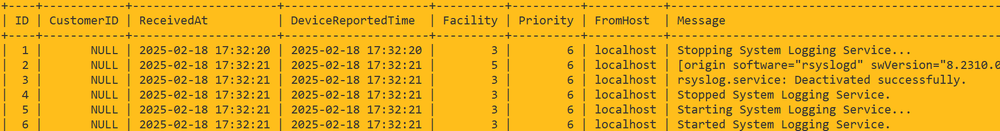 +----+------------+---------------------+---------------------+----------+----------+-----------+------------------------------------------------
| ID | CustomerID | ReceivedAt          | DeviceReportedTime  | Facility | Priority | FromHost  | Message
+----+------------+---------------------+---------------------+----------+----------+-----------+------------------------------------------------
|  1 |       NULL | 2025-02-18 17:32:20 | 2025-02-18 17:32:20 |        3 |        6 | localhost | Stopping System Logging Service...
|  2 |       NULL | 2025-02-18 17:32:21 | 2025-02-18 17:32:21 |        5 |        6 | localhost | [origin software="rsyslogd" swVersion="8.2310.0
|  3 |       NULL | 2025-02-18 17:32:21 | 2025-02-18 17:32:21 |        3 |        6 | localhost | rsyslog.service: Deactivated successfully.
|  4 |       NULL | 2025-02-18 17:32:21 | 2025-02-18 17:32:21 |        3 |        6 | localhost | Stopped System Logging Service.
|  5 |       NULL | 2025-02-18 17:32:21 | 2025-02-18 17:32:21 |        3 |        6 | localhost | Starting System Logging Service...
|  6 |       NULL | 2025-02-18 17:32:21 | 2025-02-18 17:32:21 |        3 |        6 | localhost | Started System Logging Service.